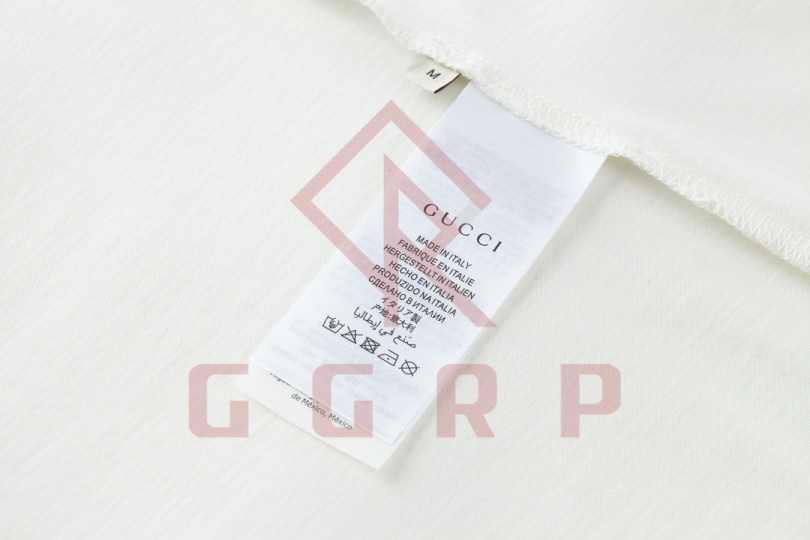 M
GUCCI
MADE IN ITALY
FABRIQUE EN ITALIE
HERGESTELLT IN ITALIEN
HECHO EN ITALIA
PRODUZIDO NA ITALIA
СДЕЛАНО В ИТАЛИИ
イタリア製
产地:意大利
صنع في إيطاليا
de México, México
GGRP